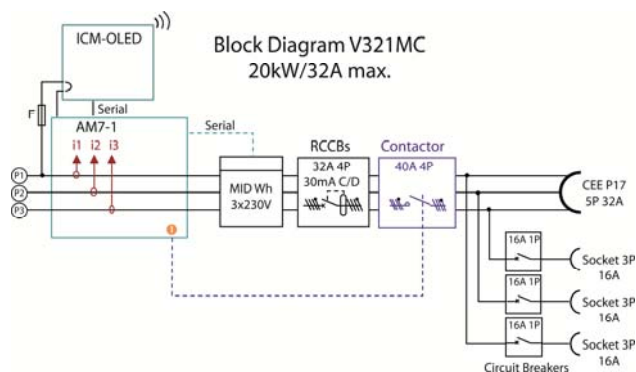 ICM-OLED
Block Diagram V321MC
20kW/32A max.
F
Serial
AM7-1
Serial
i1 i2 i3
RCCBs
Contactor
32A 4P
30mA C/D
40A 4P
P1
P2
P3
MID Wh
3x230V
CEE P17
5P 32A
1
16A 1P
Socket 3P
16A
16A 1P
Socket 3P
16A
16A 1P
Socket 3P
16A
Circuit Breakers